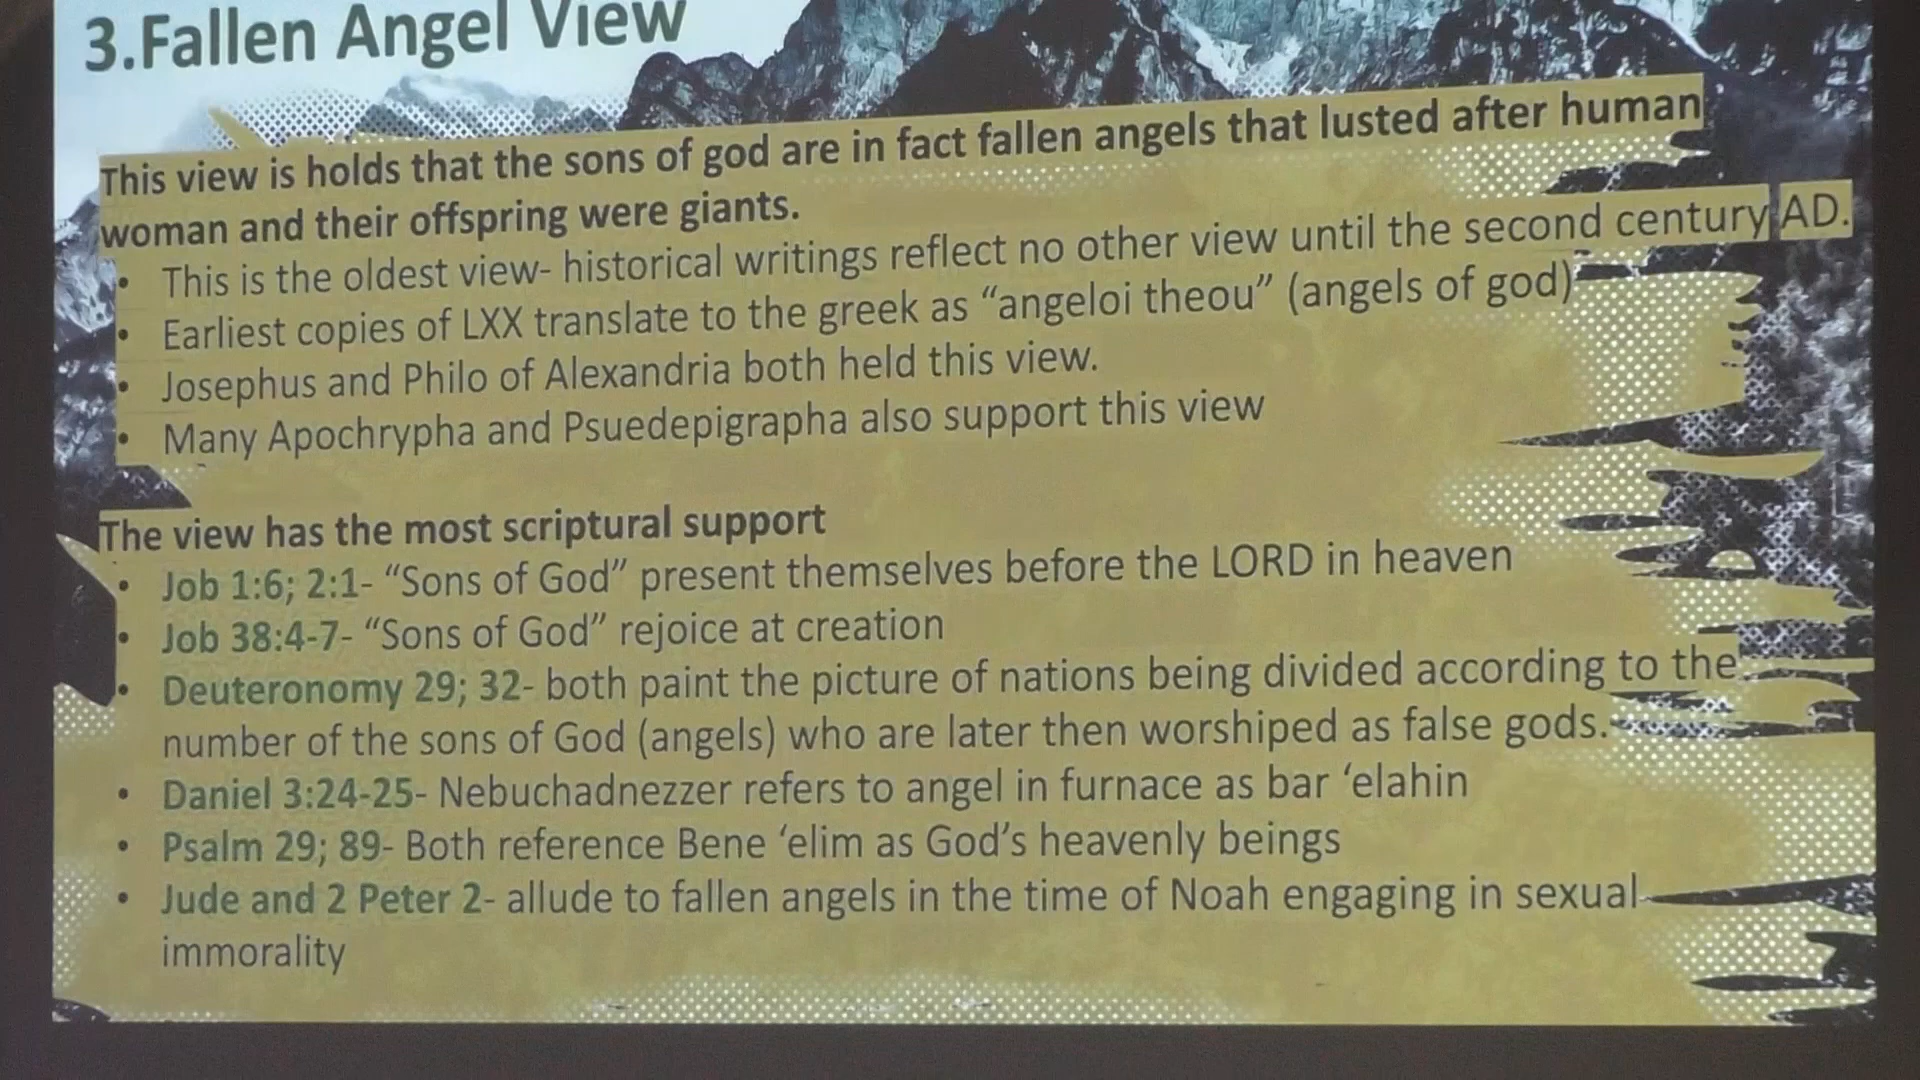 3.Fallen Angel View
This view is holds that the sons of god are in fact fallen angels that lusted after human
woman and their offspring were giants.
• This is the oldest view- historical writings reflect no other view until the second century AD.
• Earliest copies of LXX translate to the greek as “angeloi theou” (angels of god)
• Josephus and Philo of Alexandria both held this view.
• Many Apochrypha and Psuedepigrapha also support this view
The view has the most scriptural support
• Job 1:6; 2:1- “Sons of God” present themselves before the LORD in heaven
• Job 38:4-7- “Sons of God” rejoice at creation
• Deuteronomy 29; 32- both paint the picture of nations being divided according to the
number of the sons of God (angels) who are later then worshiped as false gods.
• Daniel 3:24-25- Nebuchadnezzer refers to angel in furnace as bar ‘elahin
• Psalm 29; 89- Both reference Bene ‘elim as God’s heavenly beings
• Jude and 2 Peter 2- allude to fallen angels in the time of Noah engaging in sexual
immorality